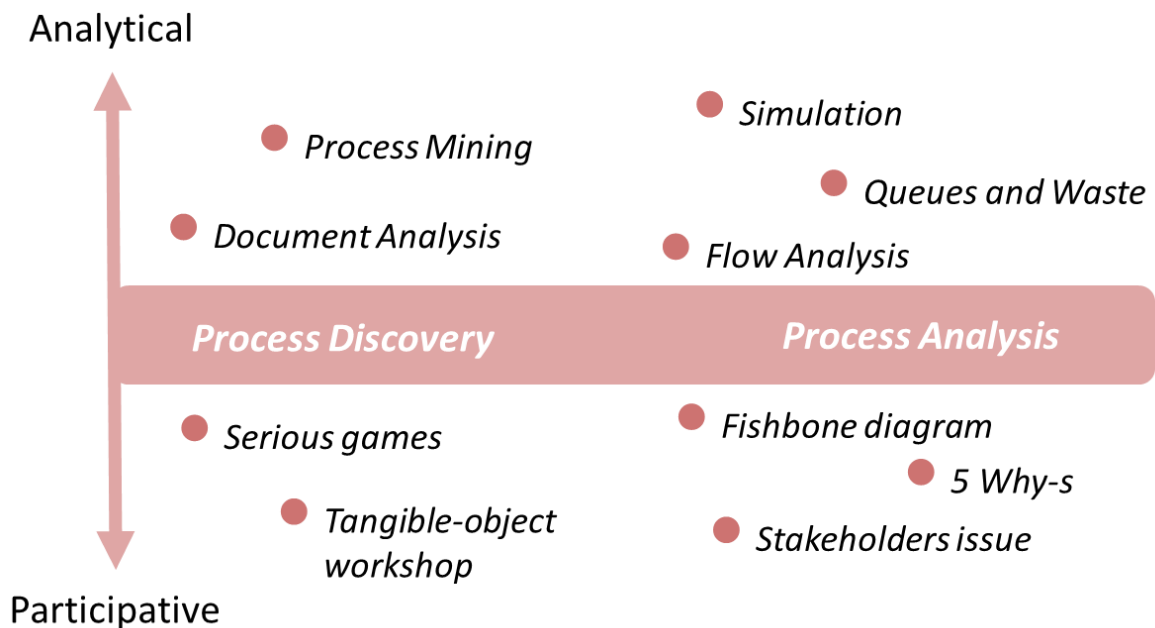 Analytical
Simulation
Process Mining
Queues and Waste
Document Analysis
Flow Analysis
Process Discovery
Process Analysis
Serious games
Fishbone diagram
5 Why-s
Tangible-object
workshop
Stakeholders issue
Participative